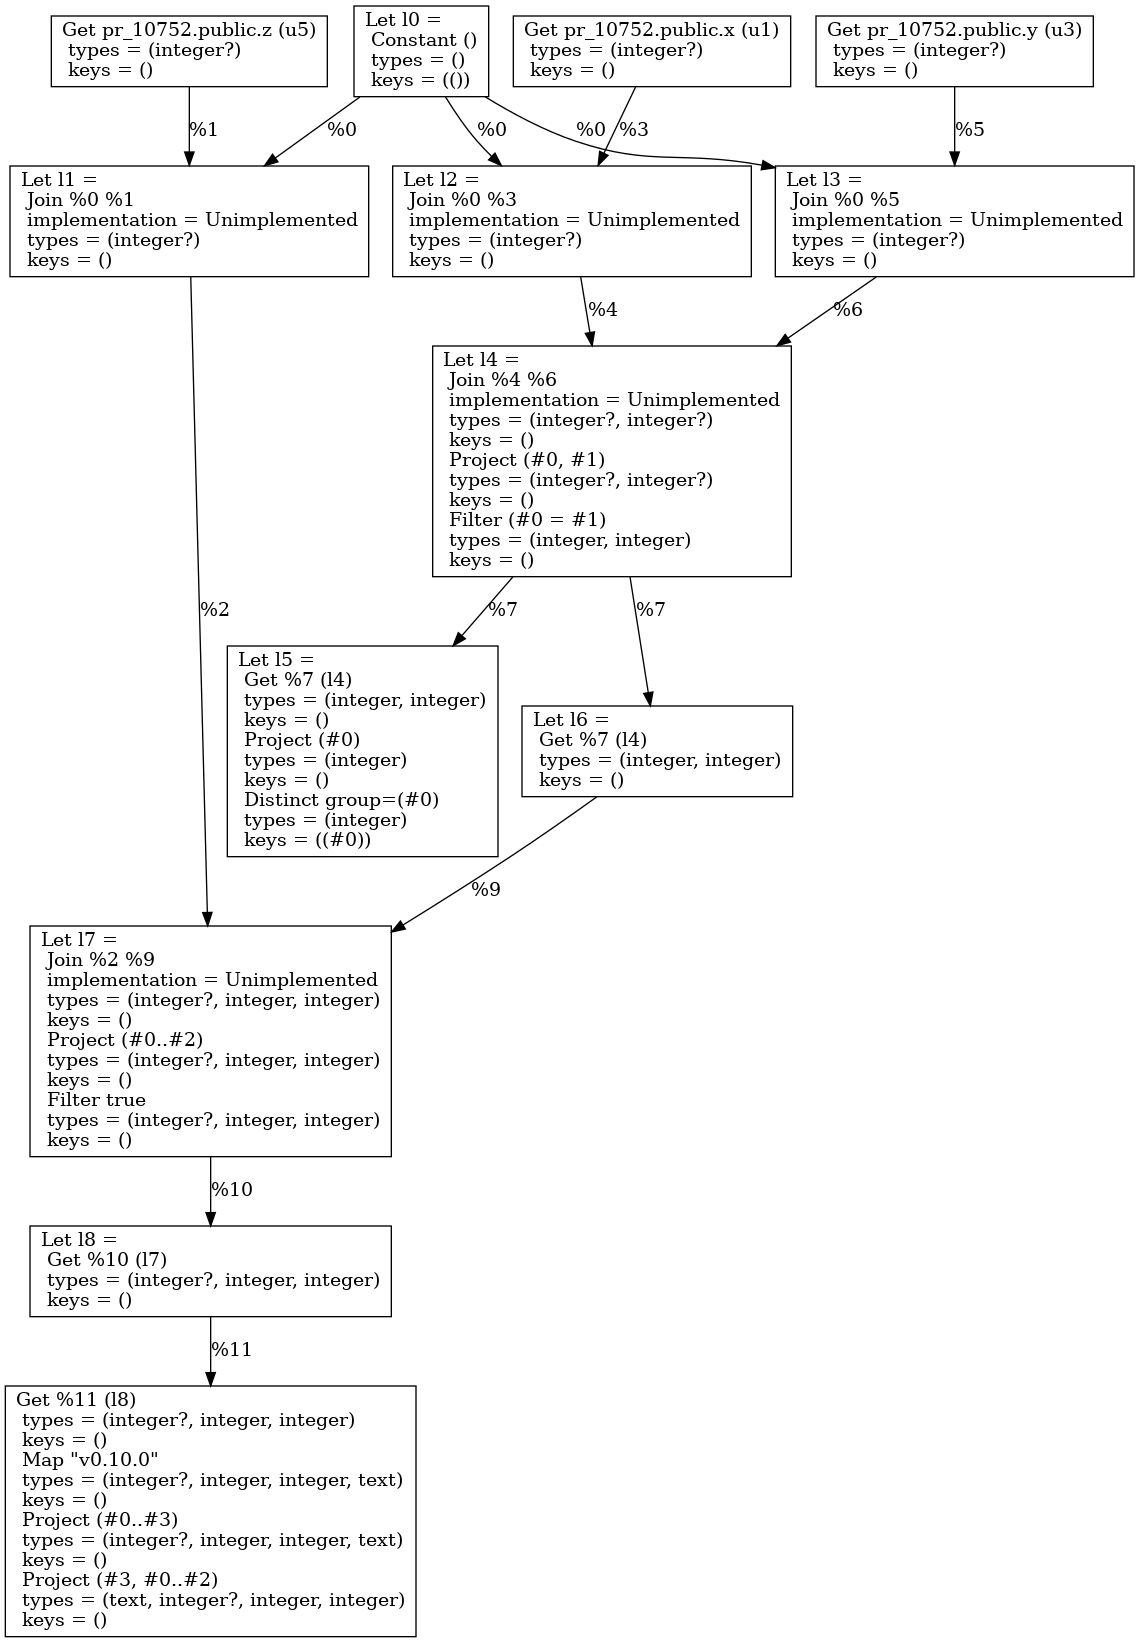 Get pr_10752.public.z (u5)
types = (integer?)
keys = ()
Let l0 =
Constant ()
types = ()
keys = (())
Get pr_10752.public.x (u1)
types = (integer?)
keys = ()
Get pr_10752.public.y (u3)
types = (integer?)
keys = ()
%1
%0
%0
%3
%0
%5
Let l1 =
Join %0 %1
implementation = Unimplemented
types = (integer?)
keys = ()
Let l2 =
Join %0 %3
implementation = Unimplemented
types = (integer?)
keys = ()
Let l3 =
Join %0 %5
implementation = Unimplemented
types = (integer?)
keys = ()
%4
%6
Let l4 =
Join %4 %6
implementation = Unimplemented
types = (integer?, integer?)
keys = ()
Project (#0, #1)
types = (integer?, integer?)
keys = ()
Filter (#0 = #1)
types = (integer, integer)
keys = ()
%2
%7
%7
Let l5 =
Get %7 (l4)
types = (integer, integer)
keys = ()
Project (#0)
types = (integer)
keys = ()
Distinct group=(#0)
types = (integer)
keys = ((#0))
Let l6 =
Get %7 (l4)
types = (integer, integer)
keys = ()
%9
Let l7 =
Join %2 %9
implementation = Unimplemented
types = (integer?, integer, integer)
keys = ()
Project (#0..#2)
types = (integer?, integer, integer)
keys = ()
Filter true
types = (integer?, integer, integer)
keys = ()
%10
Let l8 =
Get %10 (l7)
types = (integer?, integer, integer)
keys = ()
%11
Get %11 (l8)
types = (integer?, integer, integer)
keys = ()
Map "v0.10.0"
types = (integer?, integer, integer, text)
keys = ()
Project (#0..#3)
types = (integer?, integer, integer, text)
keys = ()
Project (#3, #0..#2)
types = (text, integer?, integer, integer)
keys = ()